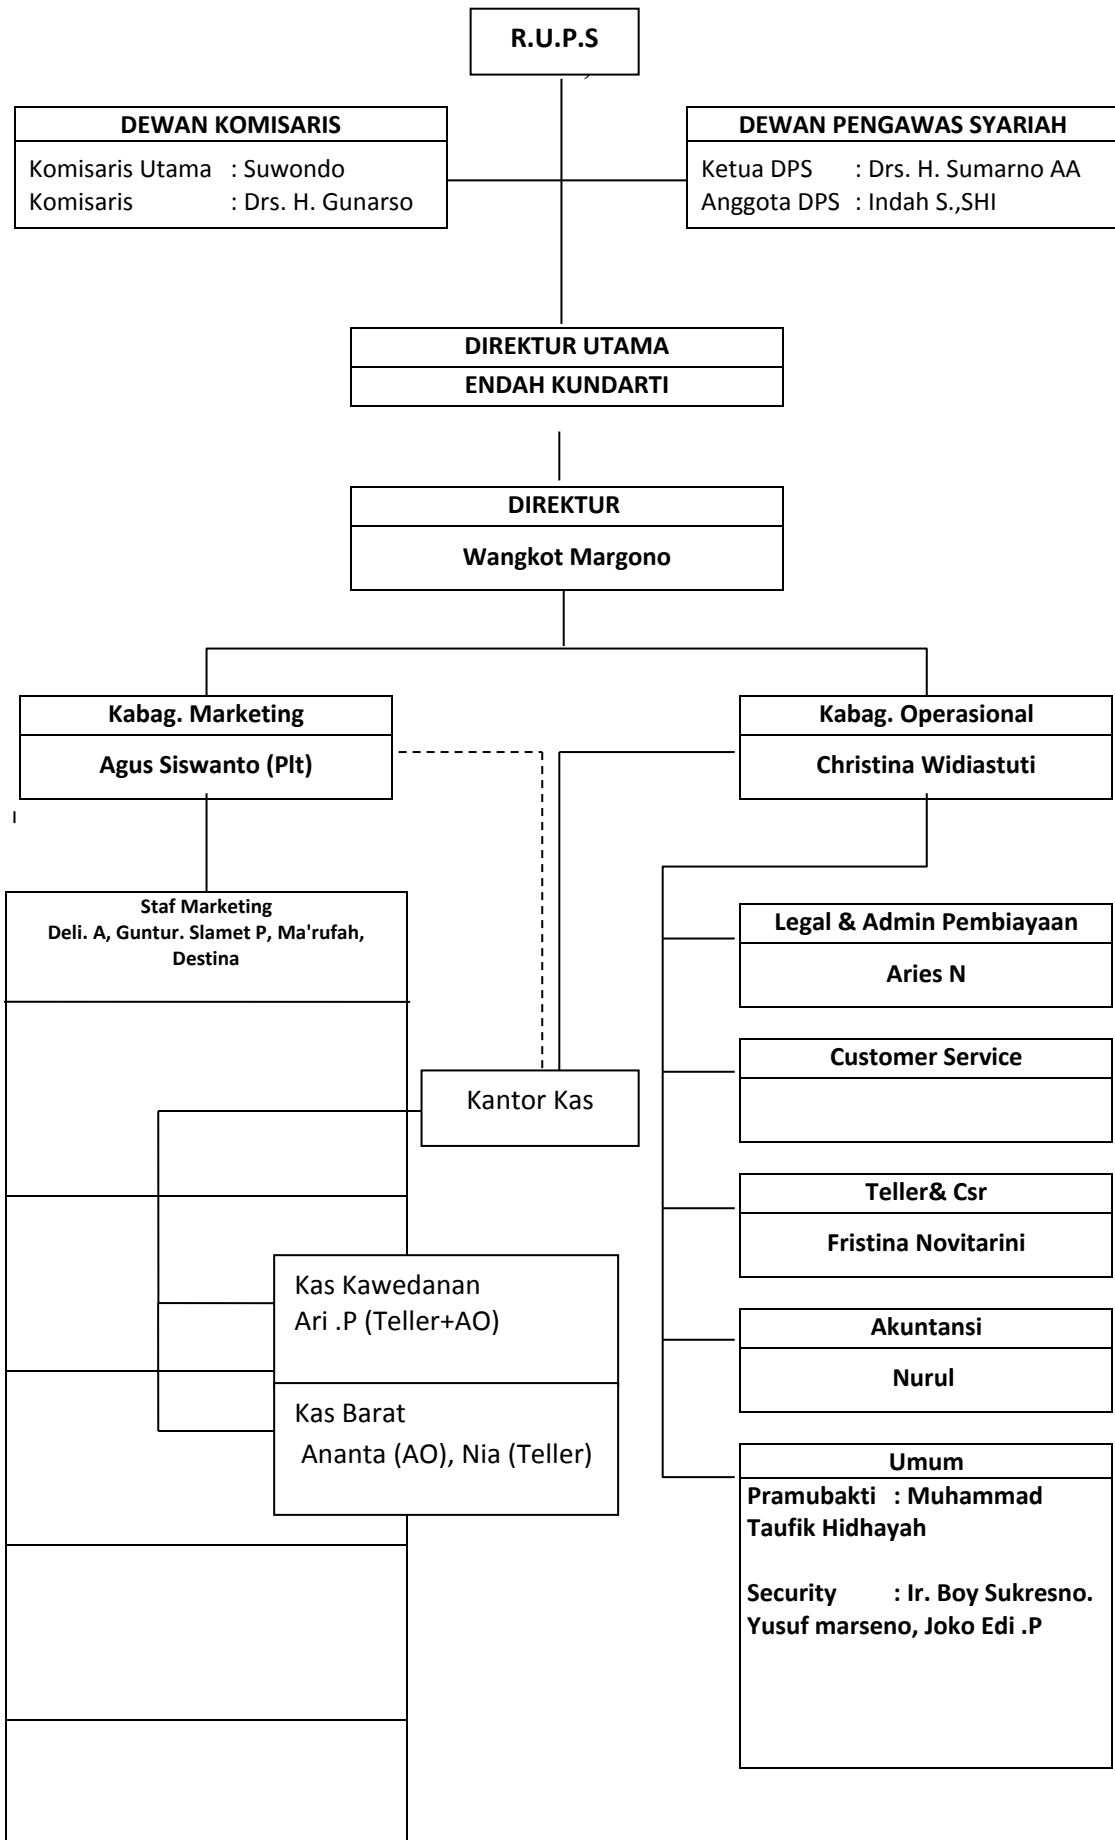 R.U.P.S
DEWAN KOMISARIS
Komisaris Utama : Suwondo
Komisaris : Drs. H. Gunarso
DEWAN PENGAWAS SYARIAH
Ketua DPS : Drs. H. Sumarno AA
Anggota DPS : Indah S.,SHI
DIREKTUR UTAMA
ENDAH KUNDARTI
DIREKTUR
Wangkot Margono
Kabag. Marketing
Agus Siswanto (Plt)
Kabag. Operasional
Christina Widiastuti
Staf Marketing
Deli. A, Guntur. Slamet P, Ma'rufah,
Destina
Kantor Kas
Kas Kawedanan
Ari .P (Teller+AO)
Kas Barat
Ananta (AO), Nia (Teller)
Legal & Admin Pembiayaan
Aries N
Customer Service
Teller& Csr
Fristina Novitarini
Akuntansi
Nurul
Umum
Pramubakti : Muhammad
Taufik Hidhayah
Security : Ir. Boy Sukresno.
Yusuf marseno, Joko Edi .P